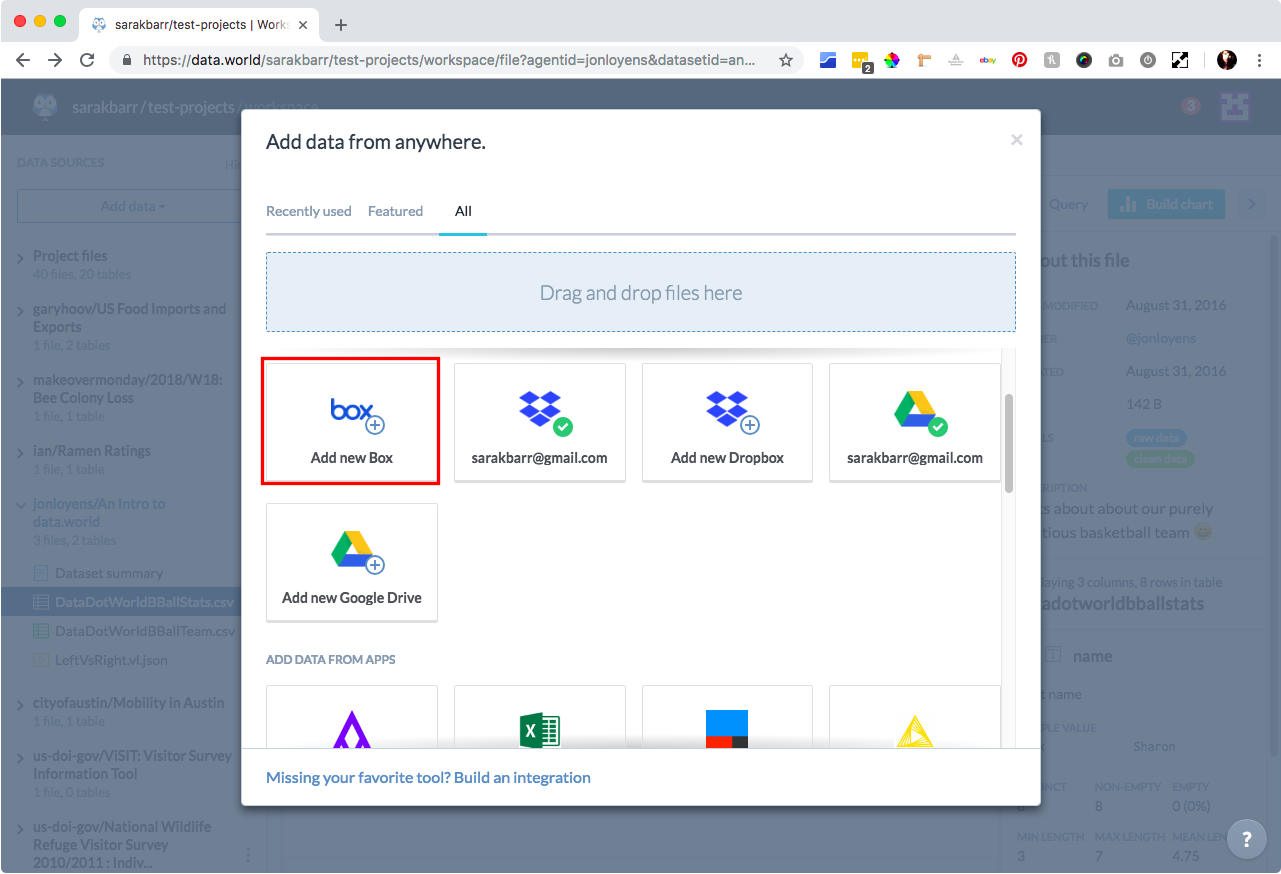 sarakbarr/test-projects | Works
https://data.world/sarakbarr/test-projects/workspace/file?agentid=jonloyens&datasetid=an...
2
ebay
sarakbarr/test-projects/workspace
3
DATA SOURCES
Add data
Project files
40 files, 20 tables
garyhoov/US Food Imports and
Exports
1 file, 2 tables
makeovermonday/2018/W18:
Bee Colony Loss
1 file, 1 table
ian/Ramen Ratings
1 file, 1 table
jonloyens/An Intro to
data.world
3 files, 2 tables
Dataset summary
DataDotWorldBBallStats.csv
DataDotWorldBBallTeam.csv
LeftVsRight.vl.json
cityofaustin/Mobility in Austin
1 file, 1 table
us-doi-gov/ViSIT: Visitor Survey
Information Tool
1 file, 0 tables
us-doi-gov/National Wildlife
Refuge Visitor Survey
2010/2011 : Indiv...
Add data from anywhere.
Recently used
Featured
All
Drag and drop files here
box
Add new Box
sarakbarr@gmail.com
Add new Dropbox
sarakbarr@gmail.com
Add new Google Drive
ADD DATA FROM APPS
X
Missing your favorite tool? Build an integration
Query
Build chart
out this file
MODIFIED
August 31, 2016
@jonloyens
August 31, 2016
142 B
raw data
clean data
about about our purely
tious basketball team
aying 3 columns, 8 rows in table
adotworldbballstats
name
name
VALUE
Sharon
NON-EMPTY
EMPTY
8
0 (0%)
MIN LENGTH
MAX LENGTH
MEAN LEN
3
7
4.75
?